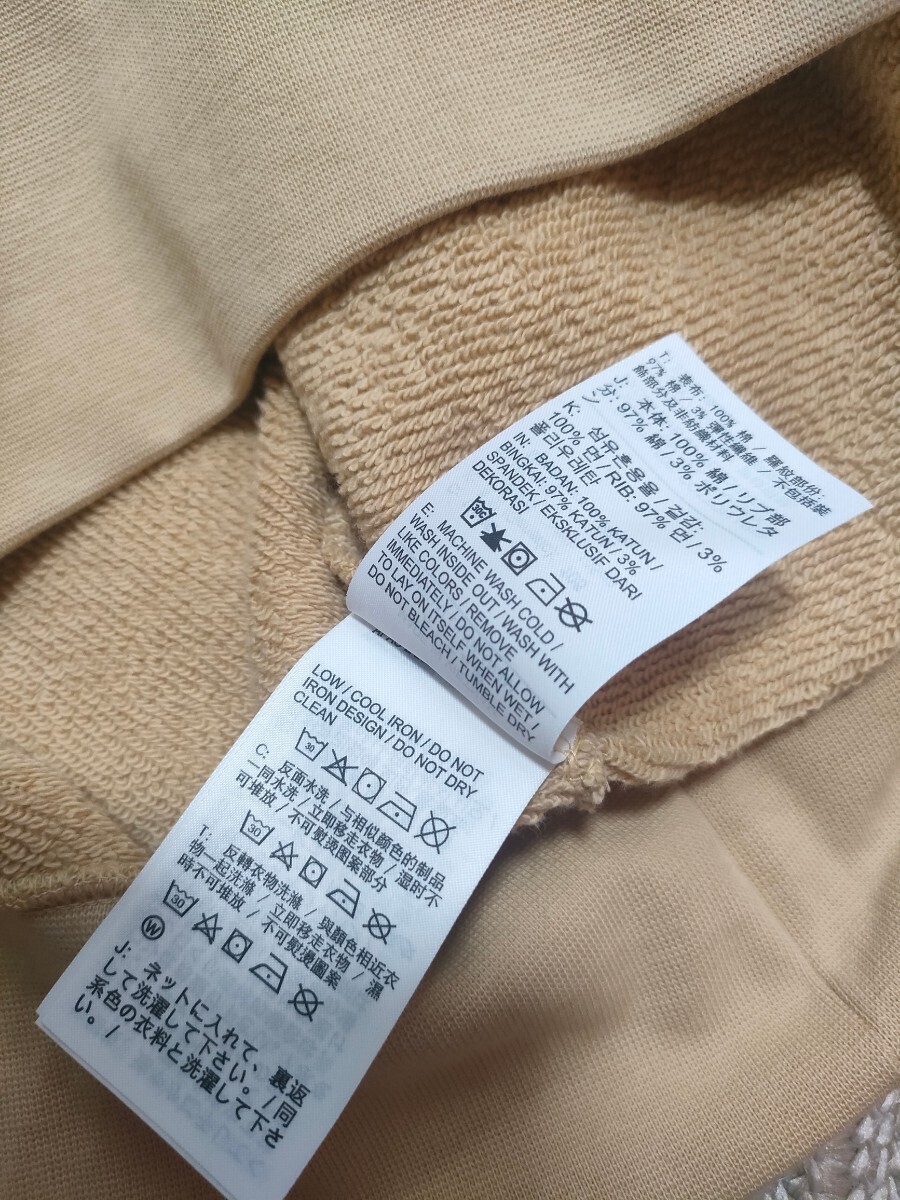 T: 表布: 100% 棉 / 羅紋部份:
97% 棉 / 3% 彈性纖維 / 不包括裝
飾部分及非紡織材料
J: 本体: 100% 綿 / リブ部
分: 97% 綿 / 3% ポリウレタ
ン
K: 섬유혼용율 / 겉감:
100% 면 / RIB: 97% 면 / 3%
폴리우레탄
IN: BADAN: 100% KATUN /
BINGKAI: 97% KATUN / 3%
SPANDEK / EKSKLUSIF DARI
DEKORASI
30C
E: MACHINE WASH COLD /
WASH INSIDE OUT / WASH WITH
LIKE COLORS / REMOVE
IMMEDIATELY / DO NOT ALLOW
TO LAY ON ITSELF WHEN WET /
DO NOT BLEACH / TUMBLE DRY
LOW / COOL IRON / DO NOT
IRON DESIGN / DO NOT DRY
CLEAN
30
C: 反面水洗 / 与相似颜色的制品
一同水洗 / 立即移走衣物 / 湿时不
可堆放 / 不可熨烫图案部分
30
T: 反轉衣物洗滌 / 與顏色相近衣
物一起洗滌 / 立即移走衣物 / 濕
時不可堆放 / 不可熨燙圖案
30
W
J: ネットに入れて、裏返
して洗濯して下さい。/同
系色の衣料と洗濯して下さ
い。/